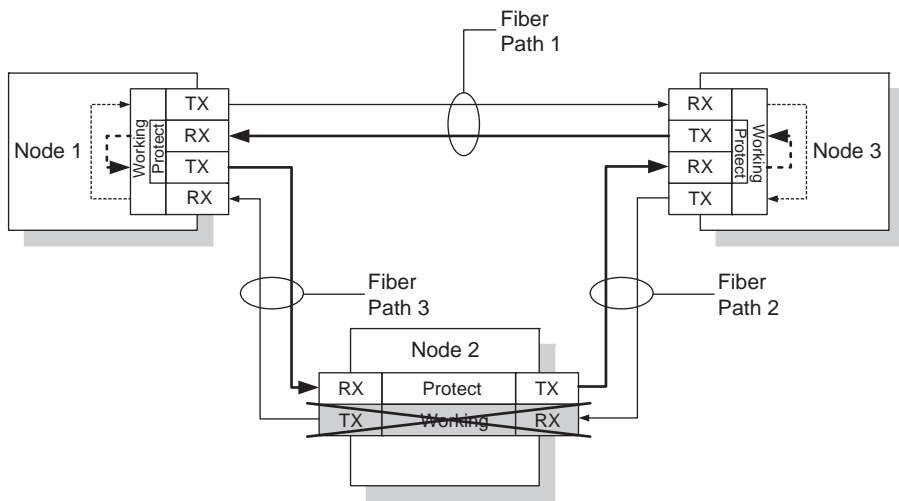 Fiber
Path 1
Node 1
Working
Protect
TX
RX
TX
RX
RX
TX
RX
TX
Protect
Working
Node 3
Fiber
Path 3
Fiber
Path 2
Node 2
RX
Protect
TX
TX
Working
RX